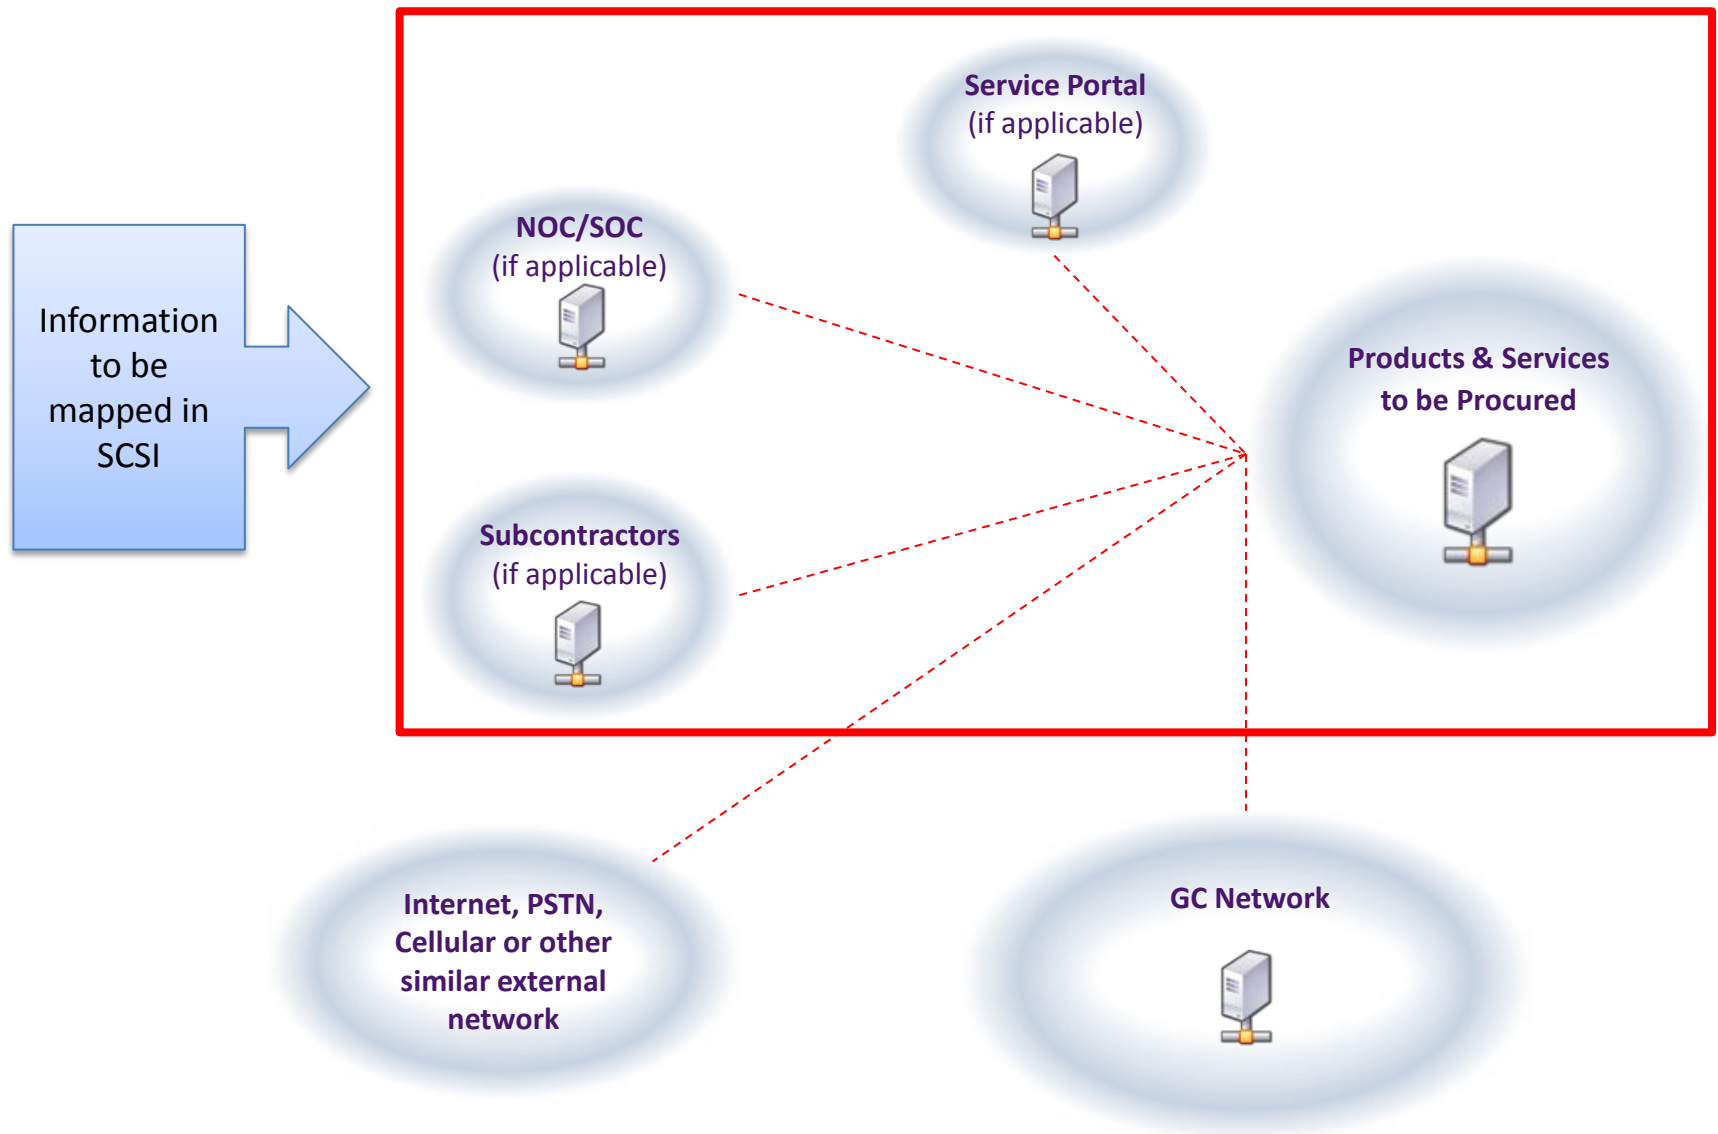 Service Portal
(if applicable)
NOC/SOC
(if applicable)
Information
to be
mapped in
SCSI
Products & Services
to be Procured
Subcontractors
(if applicable)
Internet, PSTN,
Cellular or other
similar external
network
GC Network